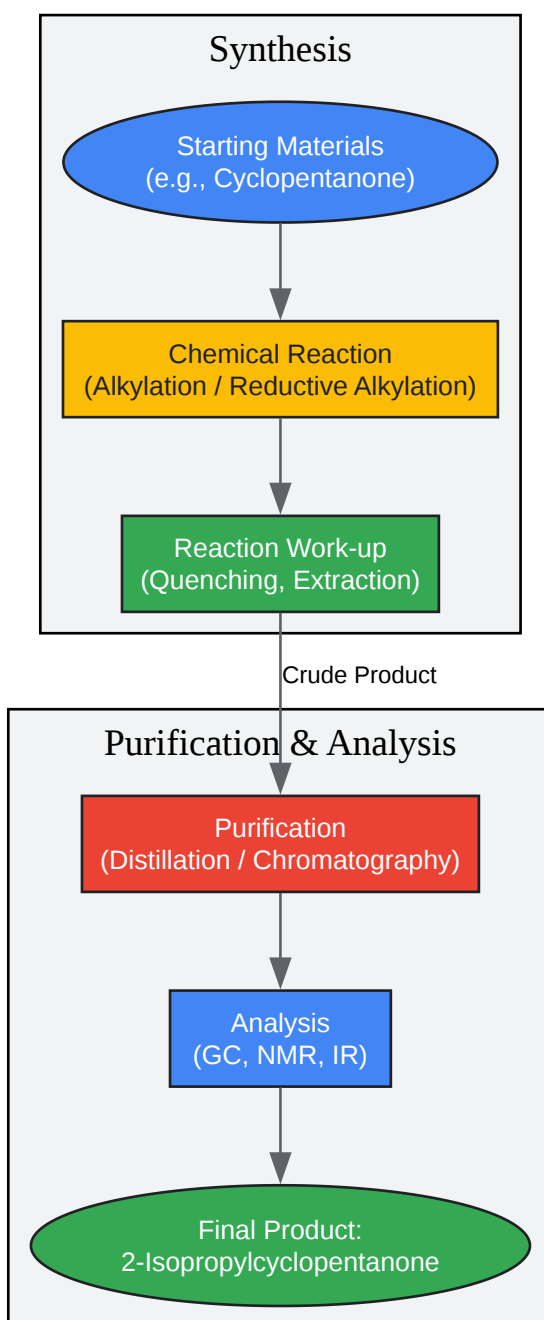 Synthesis
Starting Materials
(e.g., Cyclopentanone)
Chemical Reaction
(Alkylation / Reductive Alkylation)
Reaction Work-up
(Quenching, Extraction)
Crude Product
Purification & Analysis
Purification
(Distillation / Chromatography)
Analysis
(GC, NMR, IR)
Final Product:
2-Isopropylcyclopentanone